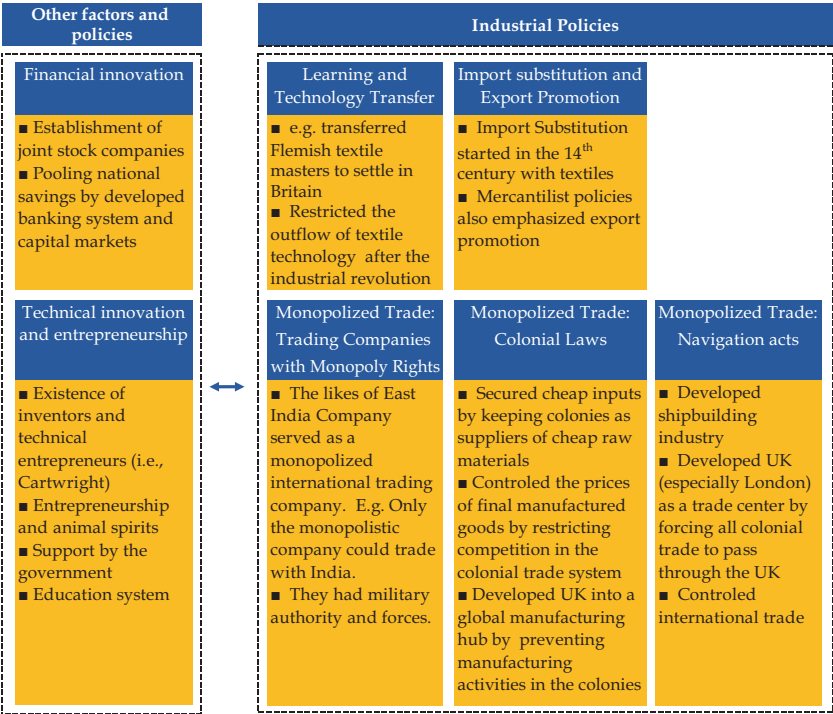 Other factors and
policies
Industrial Policies
Financial innovation
■ Establishment of
joint stock companies
■ Pooling national
savings by developed
banking system and
capital markets
Technical innovation
and entrepreneurship
■ Existence of
inventors and
technical
entrepreneurs (i.e.,
Cartwright)
■ Entrepreneurship
and animal spirits
■ Support by the
government
■ Education system
Learning and
Technology Transfer
■ e.g. transferred
Flemish textile
masters to settle in
Britain
■ Restricted the
outflow of textile
technology after the
industrial revolution
Import substitution and
Export Promotion
■ Import Substitution
started in the 14th
century with textiles
■ Mercantilist policies
also emphasized export
promotion
Monopolized Trade:
Trading Companies
with Monopoly Rights
■ The likes of East
India Company
served as a
monopolized
international trading
company. E.g. Only
the monopolistic
company could trade
with India.
■ They had military
authority and forces.
Monopolized Trade:
Colonial Laws
■ Secured cheap inputs
by keeping colonies as
suppliers of cheap raw
materials
■ Controled the prices
of final manufactured
goods by restricting
competition in the
colonial trade system
■ Developed UK into a
global manufacturing
hub by preventing
manufacturing
activities in the colonies
Monopolized Trade:
Navigation acts
■ Developed
shipbuilding
industry
■ Developed UK
(especially London)
as a trade center by
forcing all colonial
trade to pass
through the UK
■ Controled
international trade